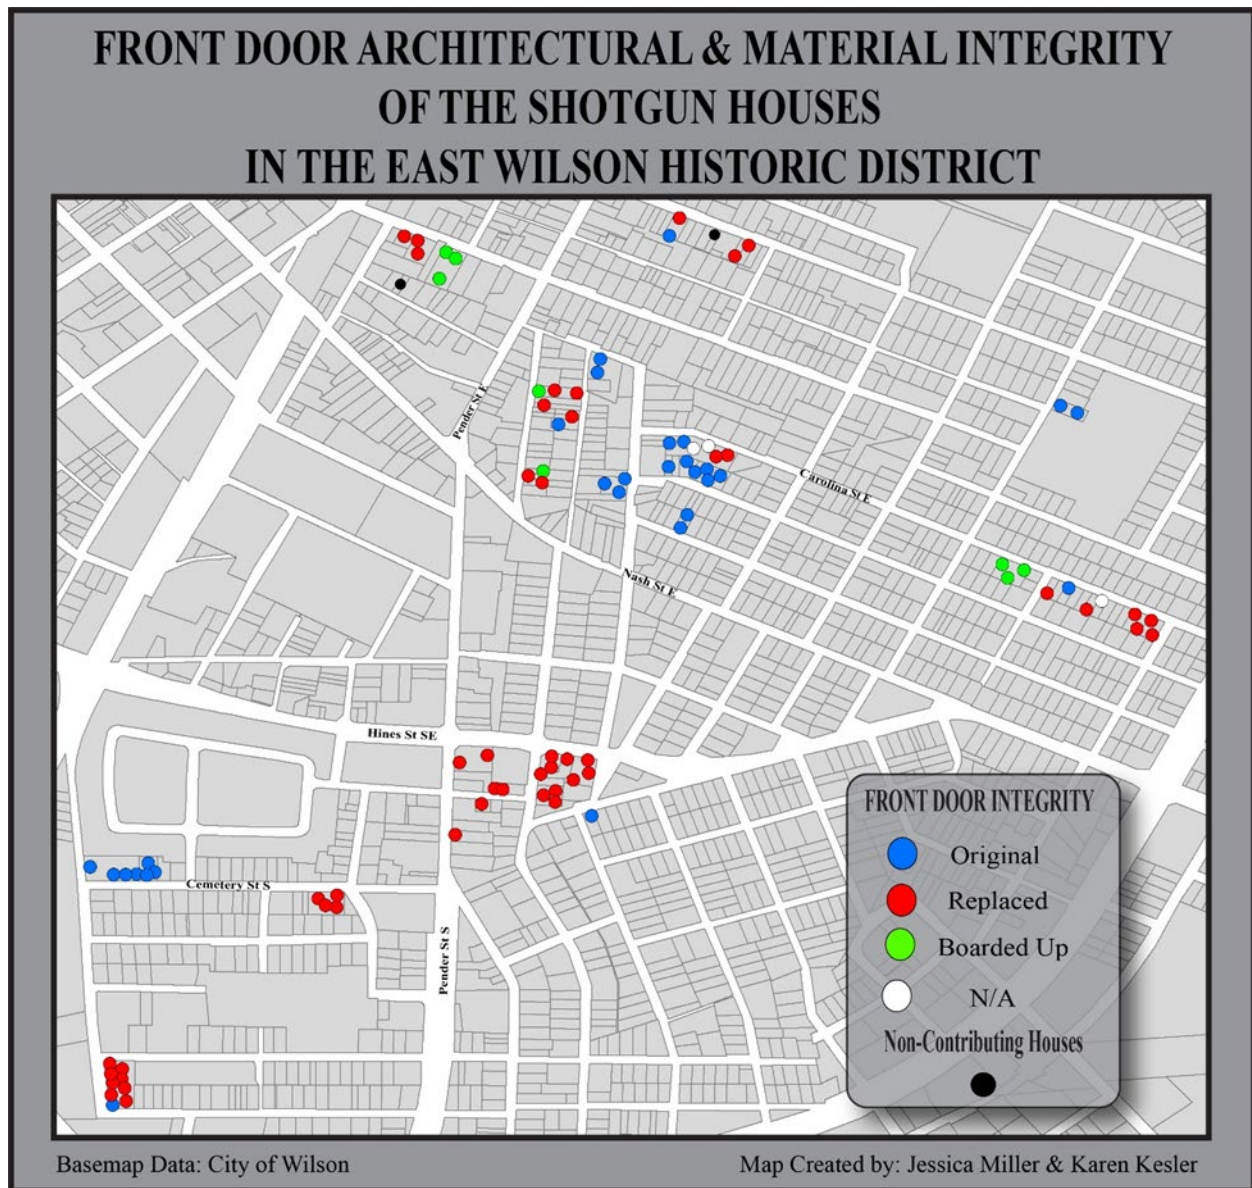 FRONT DOOR ARCHITECTURAL & MATERIAL INTEGRITY
OF THE SHOTGUN HOUSES
IN THE EAST WILSON HISTORIC DISTRICT
Pender St E
Carolina St E
Nash St E
Hines St SE
Cemetery St S
Pender St S
FRONT DOOR INTEGRITY
Original
Replaced
Boarded Up
N/A
Non-Contributing Houses
Basemap Data: City of Wilson
Map Created by: Jessica Miller & Karen Kesler